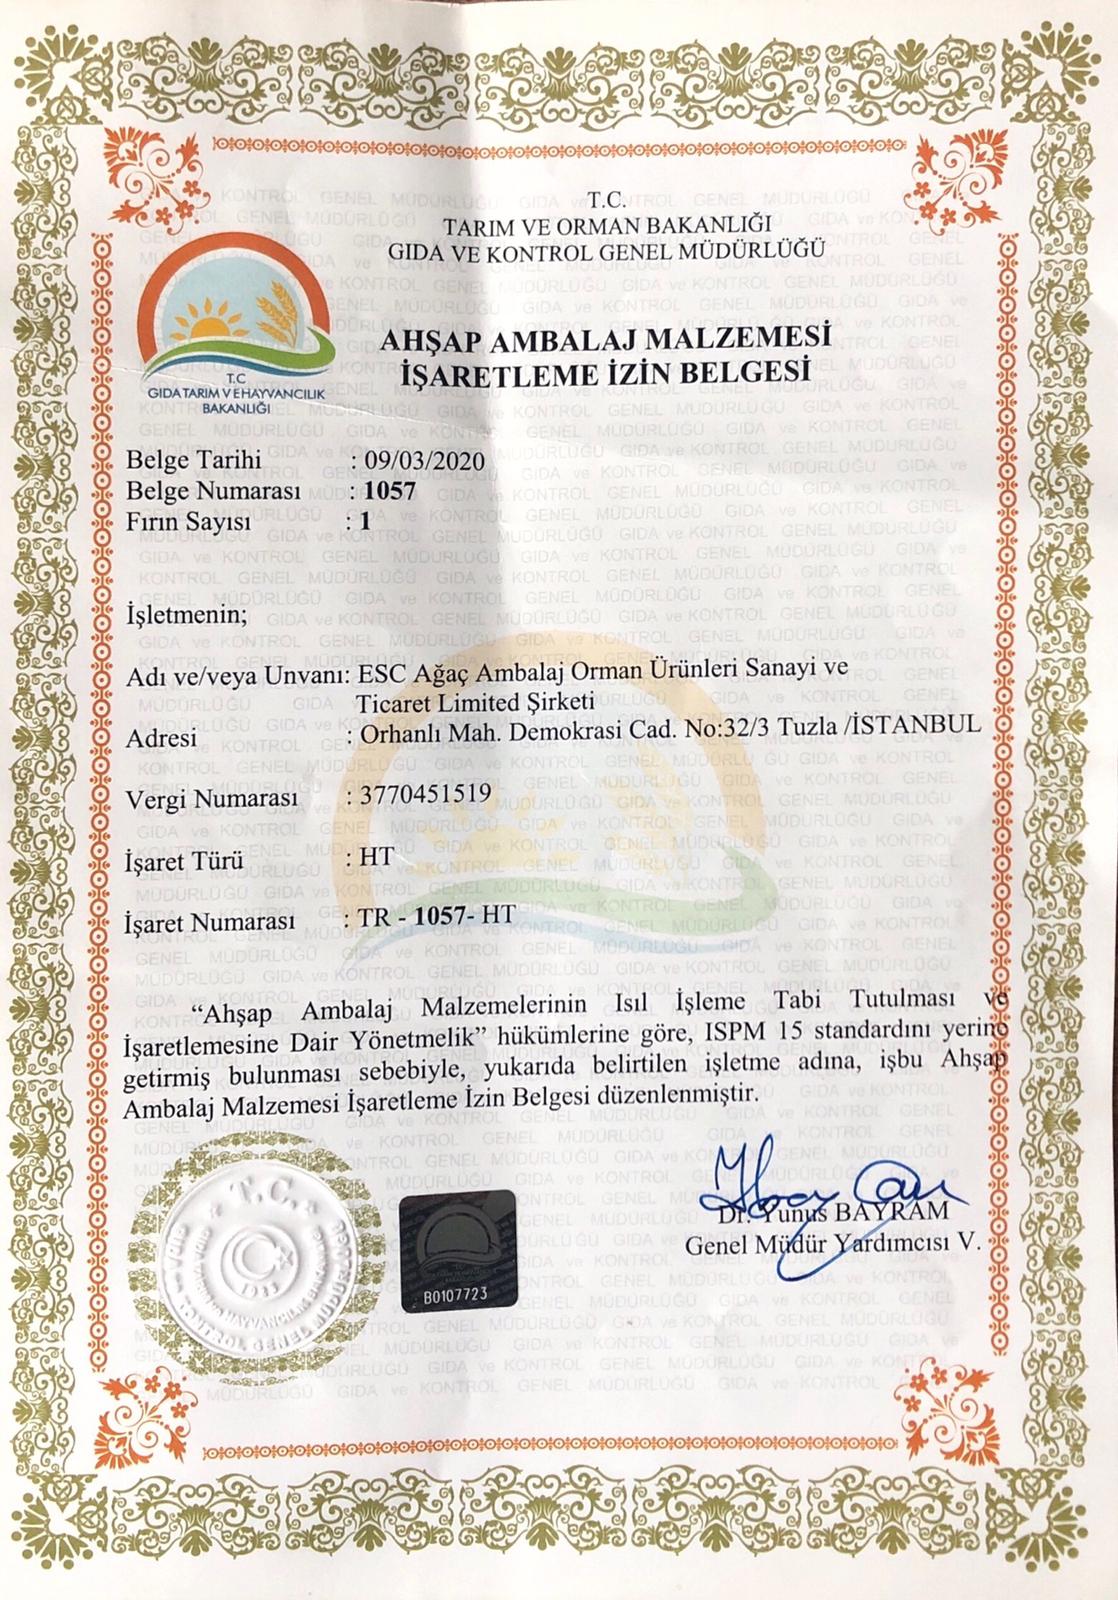 T.C.
TARIM VE ORMAN BAKANLIĞI
GIDA VE KONTROL GENEL MÜDÜRLÜĞÜ
AHŞAP AMBALAJ MALZEMESİ
İŞARETLEME İZİN BELGESİ
T.C
GIDA TARIM VE HAYVANCILIK
BAKANLIĞI
Belge Tarihi : 09/03/2020
Belge Numarası : 1057
Fırın Sayısı : 1
İşletmenin;
Adı ve/veya Unvanı: ESC Ağaç Ambalaj Orman Ürünleri Sanayi ve
Ticaret Limited Şirketi
Adresi : Orhanlı Mah. Demokrasi Cad. No:32/3 Tuzla /İSTANBUL
Vergi Numarası : 3770451519
İşaret Türü : HT
İşaret Numarası : TR - 1057- HT
“Ahşap Ambalaj Malzemelerinin Isıl İşleme Tabi Tutulması ve
İşaretlemesine Dair Yönetmelik” hükümlerine göre, ISPM 15 standardını yerine
getirmiş bulunması sebebiyle, yukarıda belirtilen işletme adına, işbu Ahşap
Ambalaj Malzemesi İşaretleme İzin Belgesi düzenlenmiştir.
Dr. Yunus BAYRAM
Genel Müdür Yardımcısı V.
T.C.
1923
KONTROL GENEL MÜDÜRLÜĞÜ
B0107723